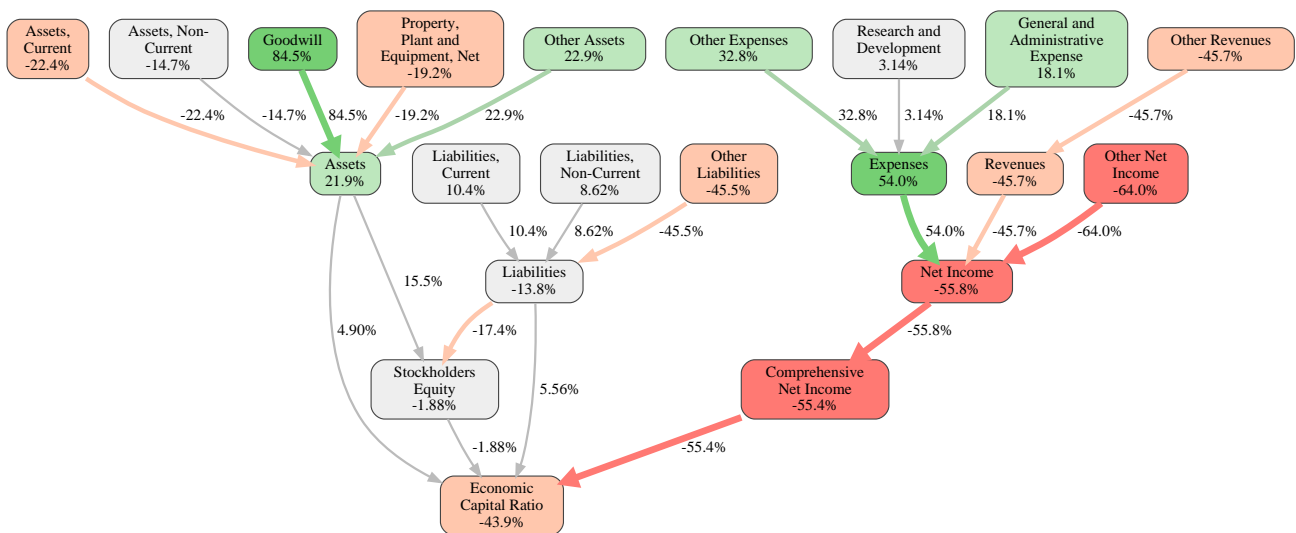 Assets,
Current
-22.4%
Assets, Non-
Current
-14.7%
Goodwill
84.5%
Property,
Plant and
Equipment, Net
-19.2%
Other Assets
22.9%
Other Expenses
32.8%
Research and
Development
3.14%
General and
Administrative
Expense
18.1%
Other Revenues
-45.7%
-22.4%
-14.7%
84.5%
-19.2%
22.9%
32.8%
3.14%
18.1%
-45.7%
Assets
21.9%
Liabilities,
Current
10.4%
Liabilities,
Non-Current
8.62%
Other
Liabilities
-45.5%
Expenses
54.0%
Revenues
-45.7%
Other Net
Income
-64.0%
10.4%
8.62%
-45.5%
54.0%
-45.7%
-64.0%
Liabilities
-13.8%
Net Income
-55.8%
15.5%
4.90%
-17.4%
-55.8%
Stockholders
Equity
-1.88%
5.56%
Comprehensive
Net Income
-55.4%
-1.88%
-55.4%
Economic
Capital Ratio
-43.9%